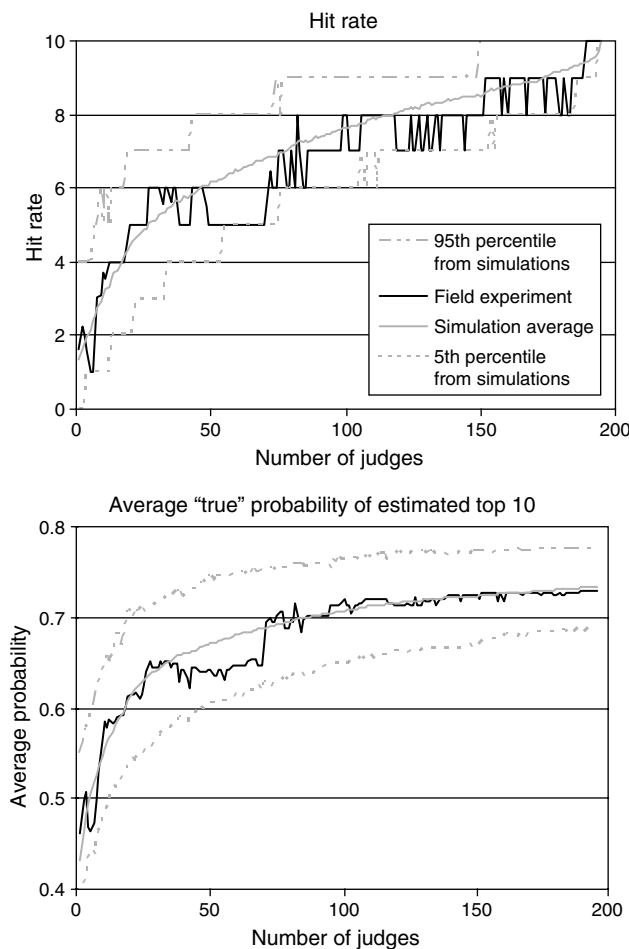 Hit rate
10
8
6
4
2
0
Hit rate
95th percentile
from simulations
Field experiment
Simulation average
5th percentile
from simulations
0 50 100 150 200
Number of judges
Average “true” probability of estimated top 10
0.8
0.7
0.6
0.5
0.4
Average probability
0 50 100 150 200
Number of judges